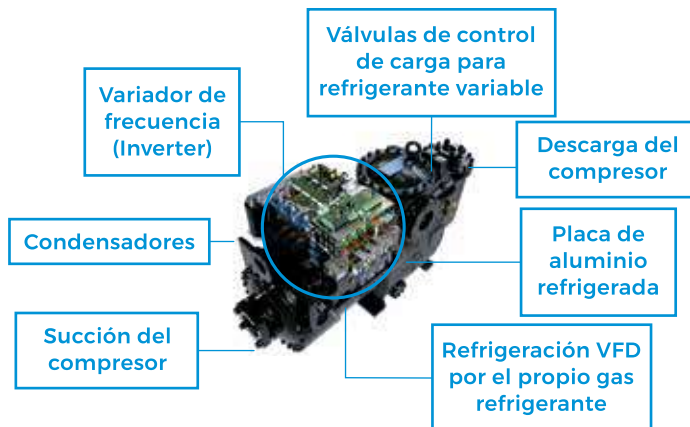 Válvulas de control
de carga para
refrigerante variable
Variador de
frecuencia
(Inverter)
Descarga del
compresor
Condensadores
Placa de
aluminio
refrigerada
Succión del
compresor
Refrigeración VFD
por el propio gas
refrigerante